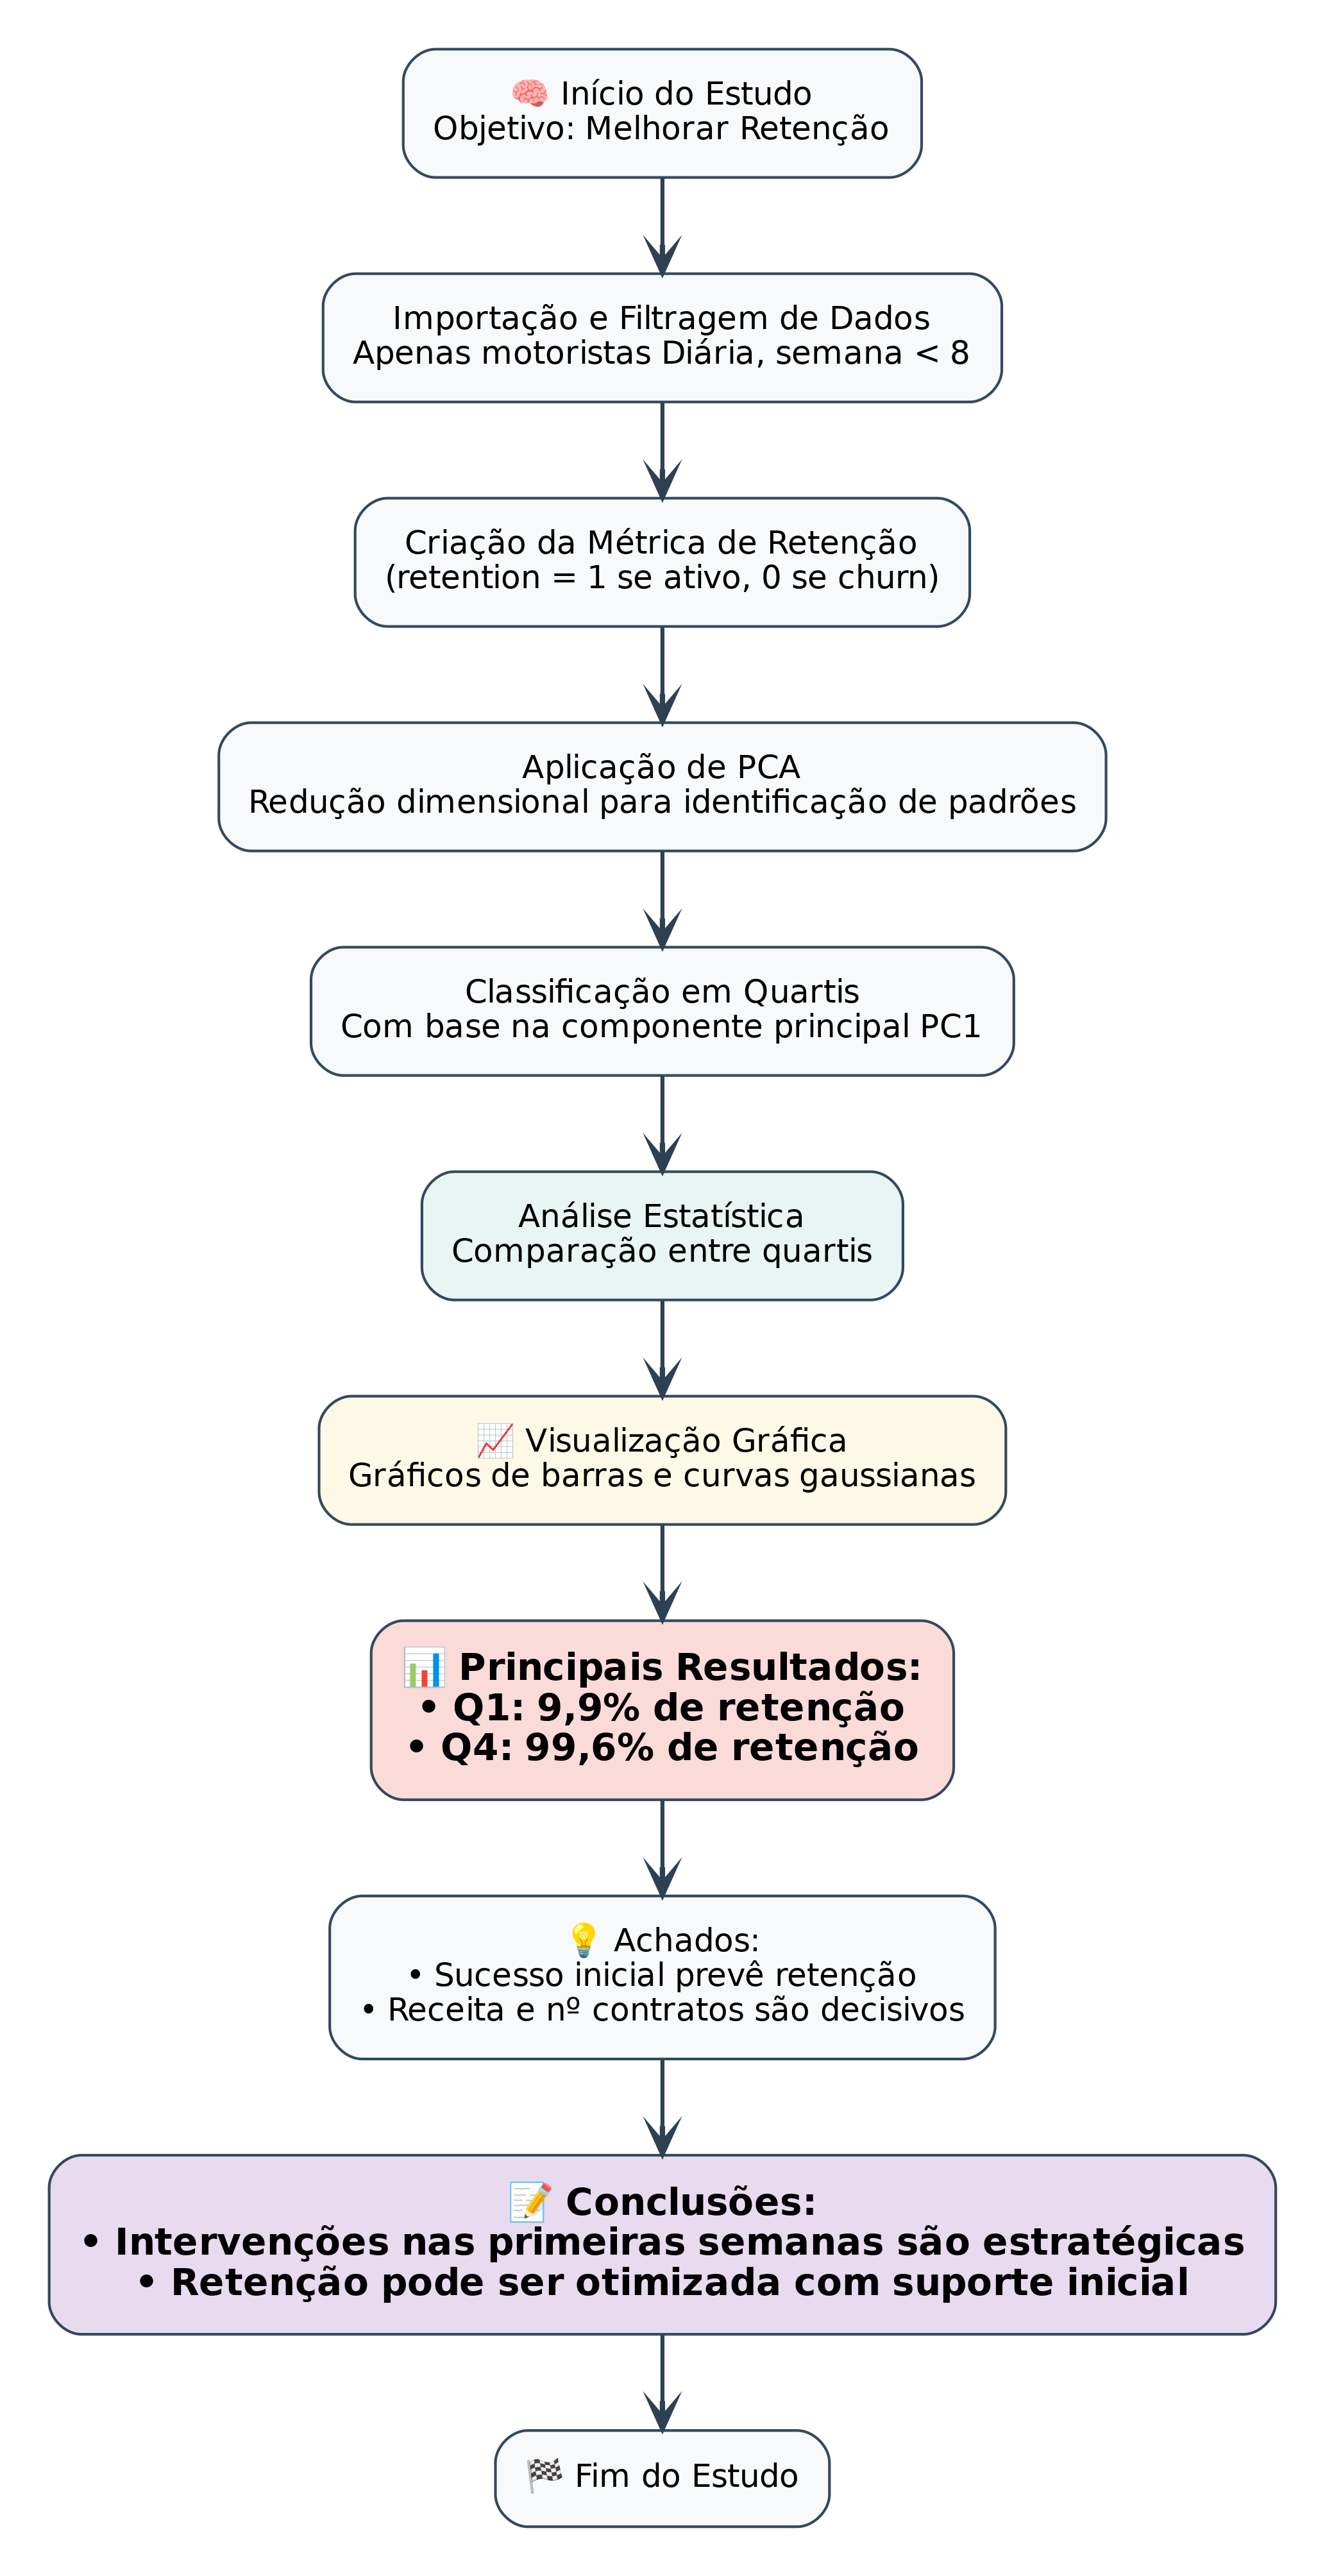 🧠 Início do Estudo
Objetivo: Melhorar Retenção
Importação e Filtragem de Dados
Apenas motoristas Diária, semana < 8
Criação da Métrica de Retenção
(retention = 1 se ativo, 0 se churn)
Aplicação de PCA
Redução dimensional para identificação de padrões
Classificação em Quartis
Com base na componente principal PC1
Análise Estatística
Comparação entre quartis
📈 Visualização Gráfica
Gráficos de barras e curvas gaussianas
📊 Principais Resultados:
• Q1: 9,9% de retenção
• Q4: 99,6% de retenção
💡 Achados:
• Sucesso inicial prevê retenção
• Receita e nº contratos são decisivos
📝 Conclusões:
• Intervenções nas primeiras semanas são estratégicas
• Retenção pode ser otimizada com suporte inicial
🏁 Fim do Estudo